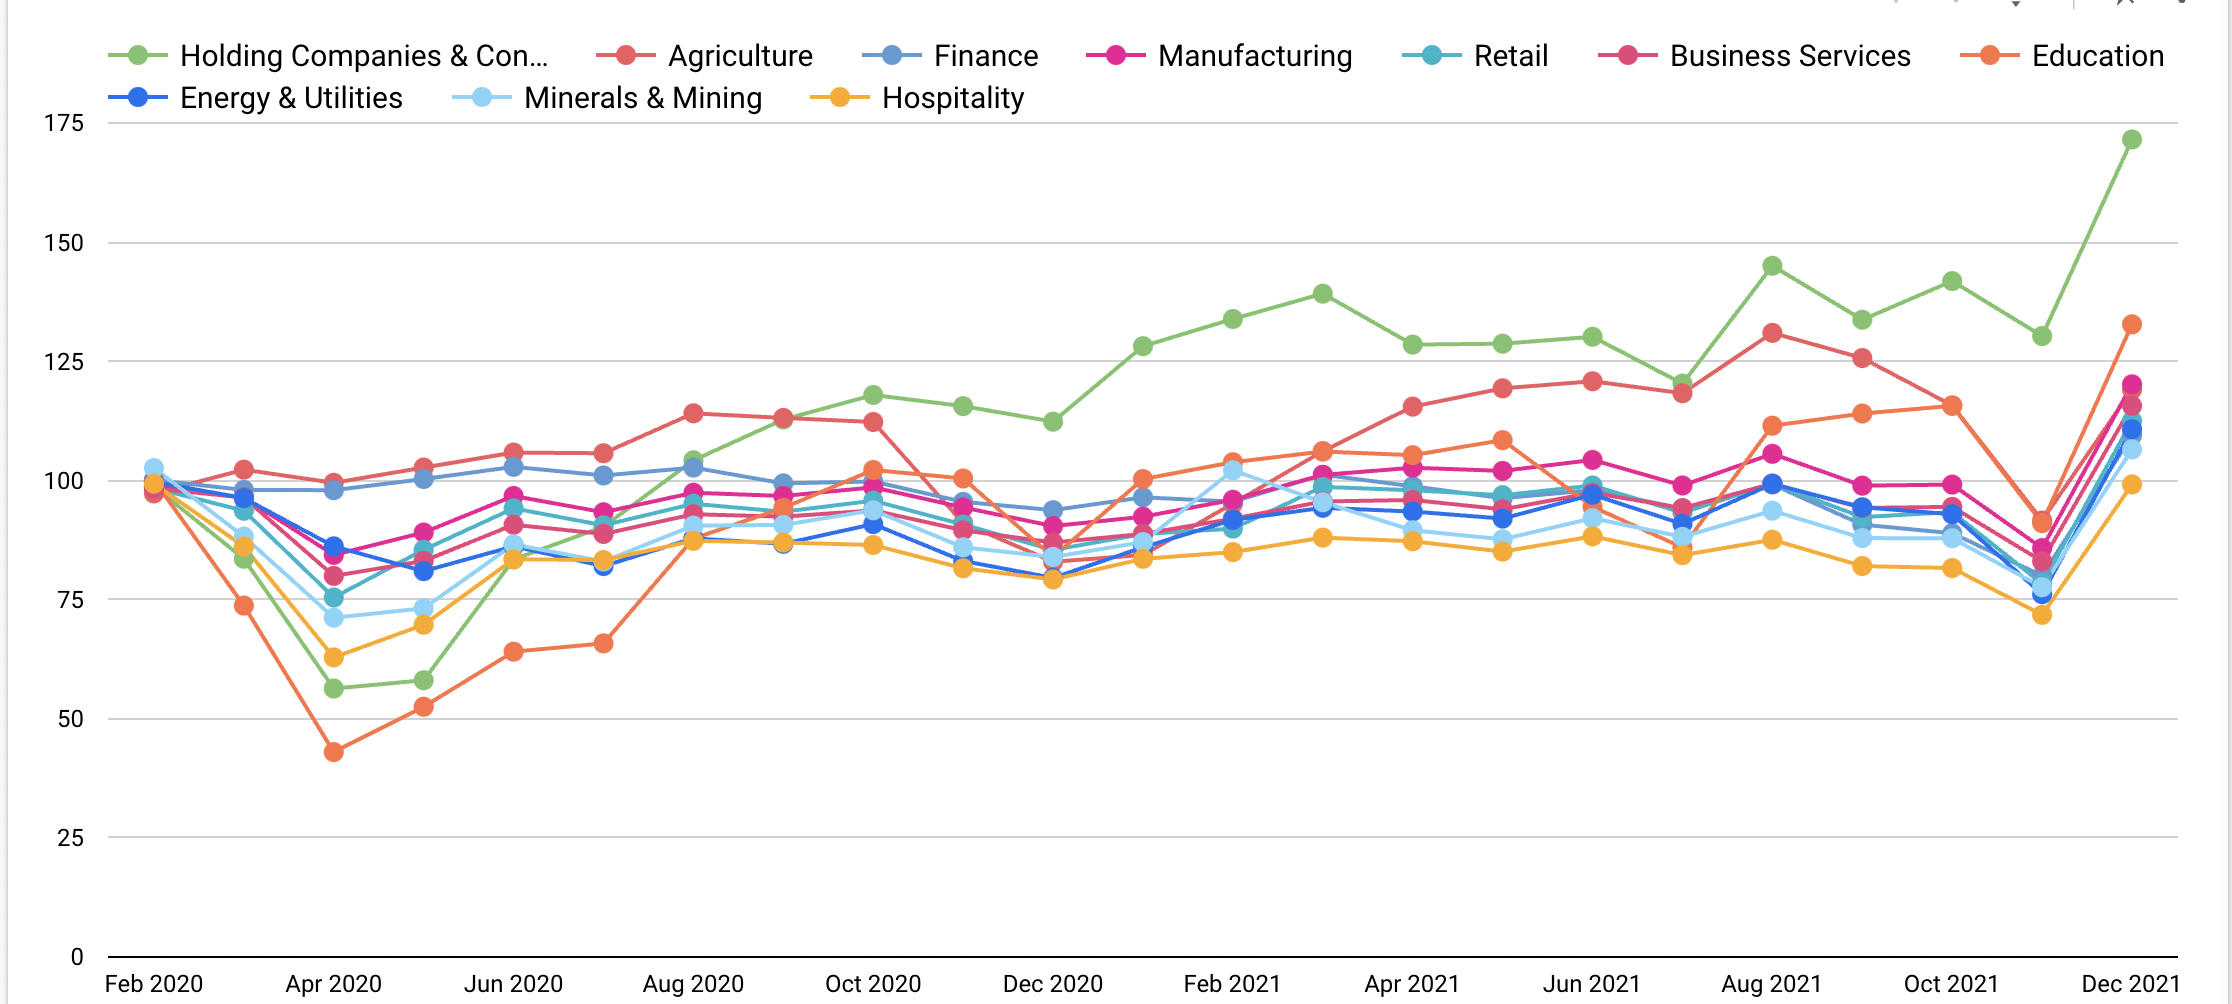 Holding Companies & Con... Agriculture Finance Manufacturing Retail Business Services Education
Energy & Utilities Minerals & Mining Hospitality
175
150
125
100
75
50
25
0
Feb 2020 Apr 2020 Jun 2020 Aug 2020 Oct 2020 Dec 2020 Feb 2021 Apr 2021 Jun 2021 Aug 2021 Oct 2021 Dec 2021